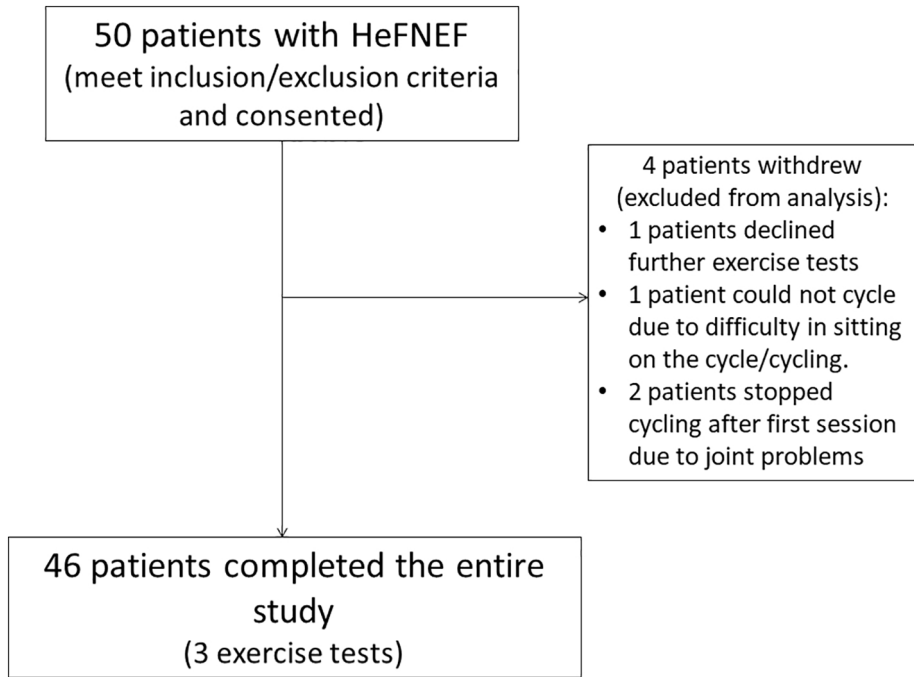 50 patients with HeFNEF
(meet inclusion/exclusion criteria
and consented)
4 patients withdrew
(excluded from analysis):
• 1 patients declined
further exercise tests
• 1 patient could not cycle
due to difficulty in sitting
on the cycle/cycling.
• 2 patients stopped
cycling after first session
due to joint problems
46 patients completed the entire
study
(3 exercise tests)